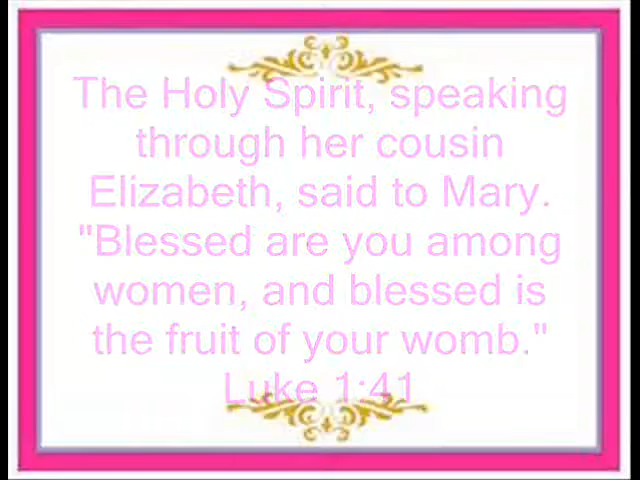 The Holy Spirit, speaking
through her cousin
Elizabeth, said to Mary.
"Blessed are you among
women, and blessed is
the fruit of your womb."
Luke 1:41